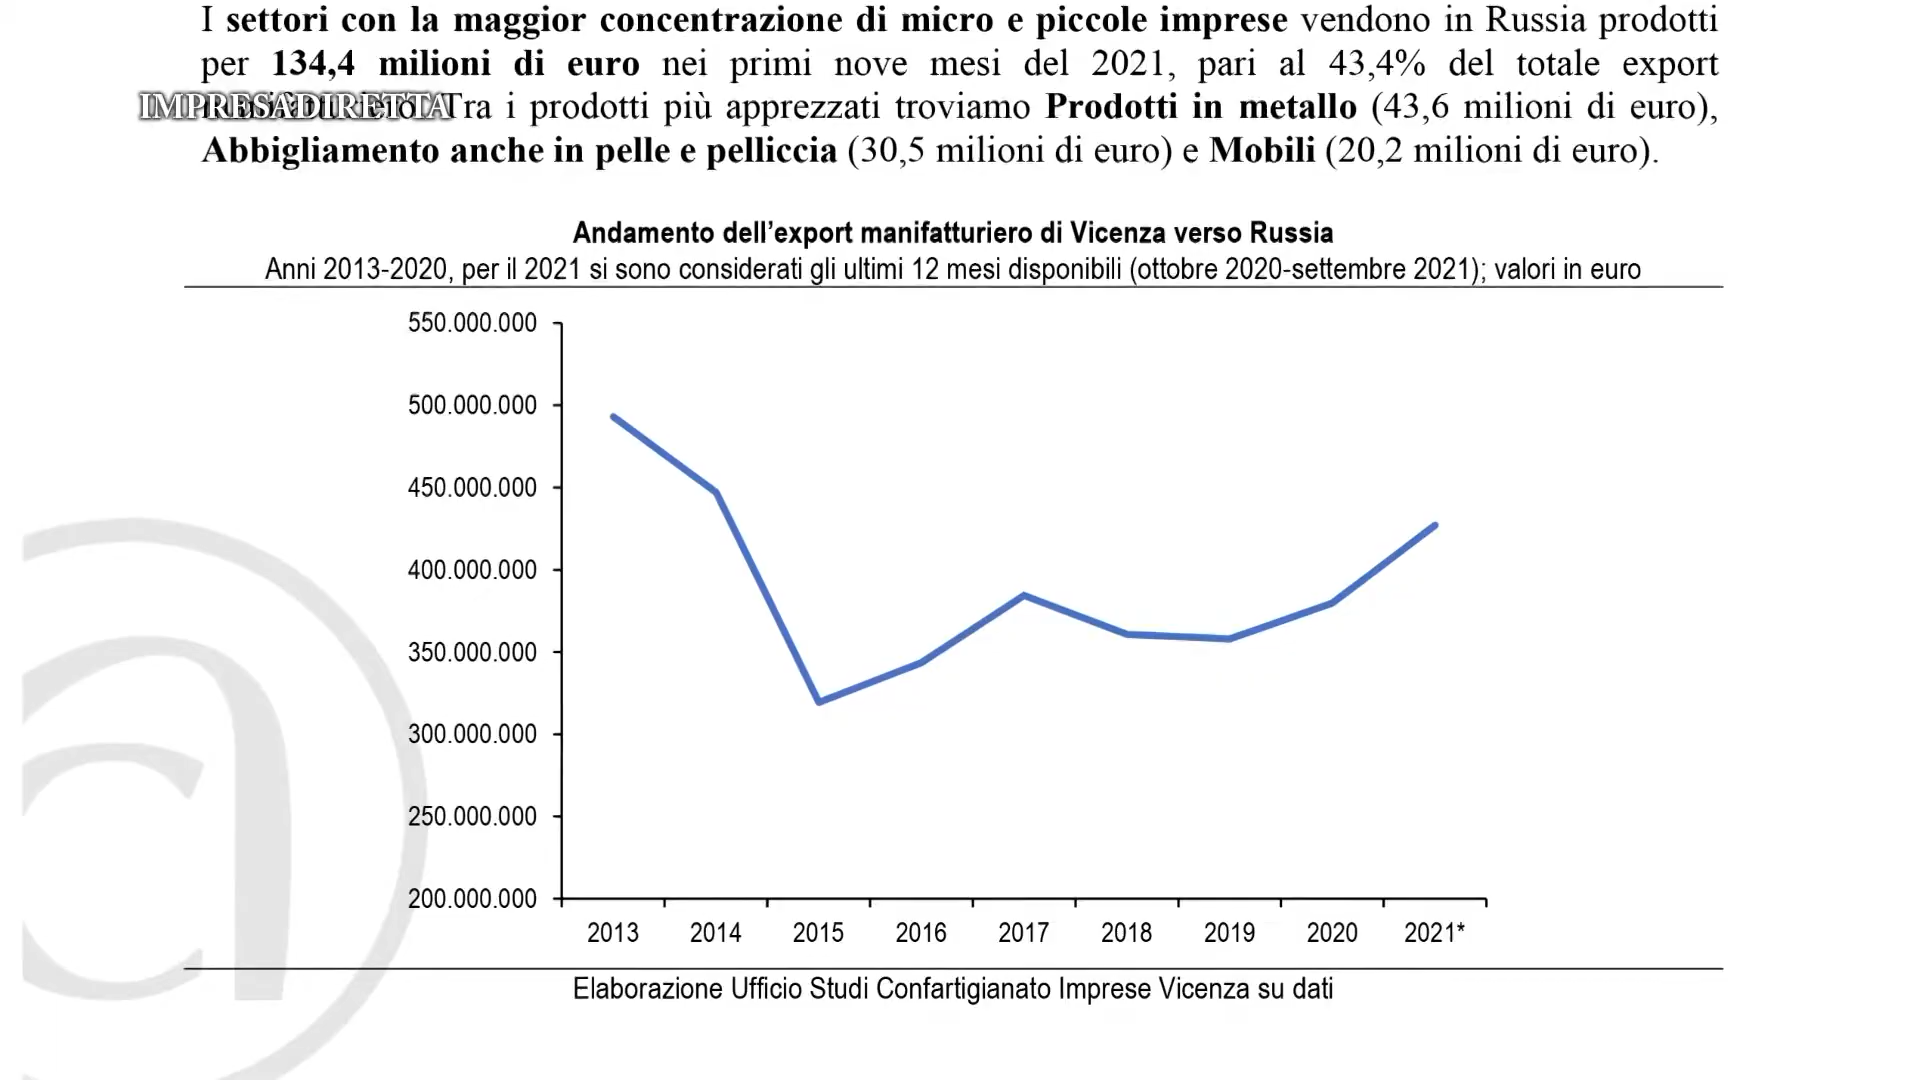 I settori con la maggior concentrazione di micro e piccole imprese vendono in Russia prodotti
per 134,4 milioni di euro nei primi nove mesi del 2021, pari al 43,4% del totale export
IMPRESADIRETTA Tra i prodotti più apprezzati troviamo Prodotti in metallo (43,6 milioni di euro),
Abbigliamento anche in pelle e pelliccia (30,5 milioni di euro) e Mobili (20,2 milioni di euro).
Andamento dell'export manifatturiero di Vicenza verso Russia
Anni 2013-2020, per il 2021 si sono considerati gli ultimi 12 mesi disponibili (ottobre 2020-settembre 2021); valori in euro
550.000.000
500.000.000
450.000.000
400.000.000
350.000.000
300.000.000
250.000.000
200.000.000
2013 2014 2015 2016 2017 2018 2019 2020 2021*
Elaborazione Ufficio Studi Confartigianato Imprese Vicenza su dati